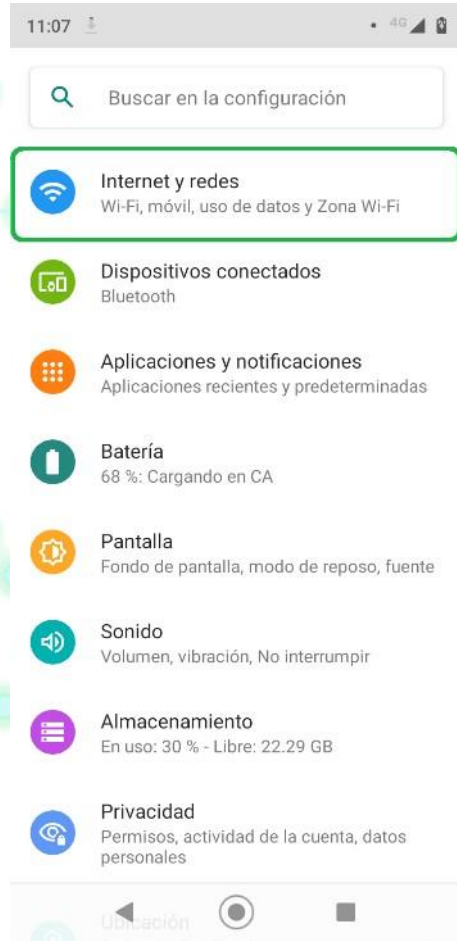 11:07
4G
Buscar en la configuración
Internet y redes
Wi-Fi, móvil, uso de datos y Zona Wi-Fi
Dispositivos conectados
Bluetooth
Aplicaciones y notificaciones
Aplicaciones recientes y predeterminadas
Batería
68 %: Cargando en CA
Pantalla
Fondo de pantalla, modo de reposo, fuente
Sonido
Volumen, vibración, No interrumpir
Almacenamiento
En uso: 30 % - Libre: 22.29 GB
Privacidad
Permisos, actividad de la cuenta, datos
personales
Ubicación